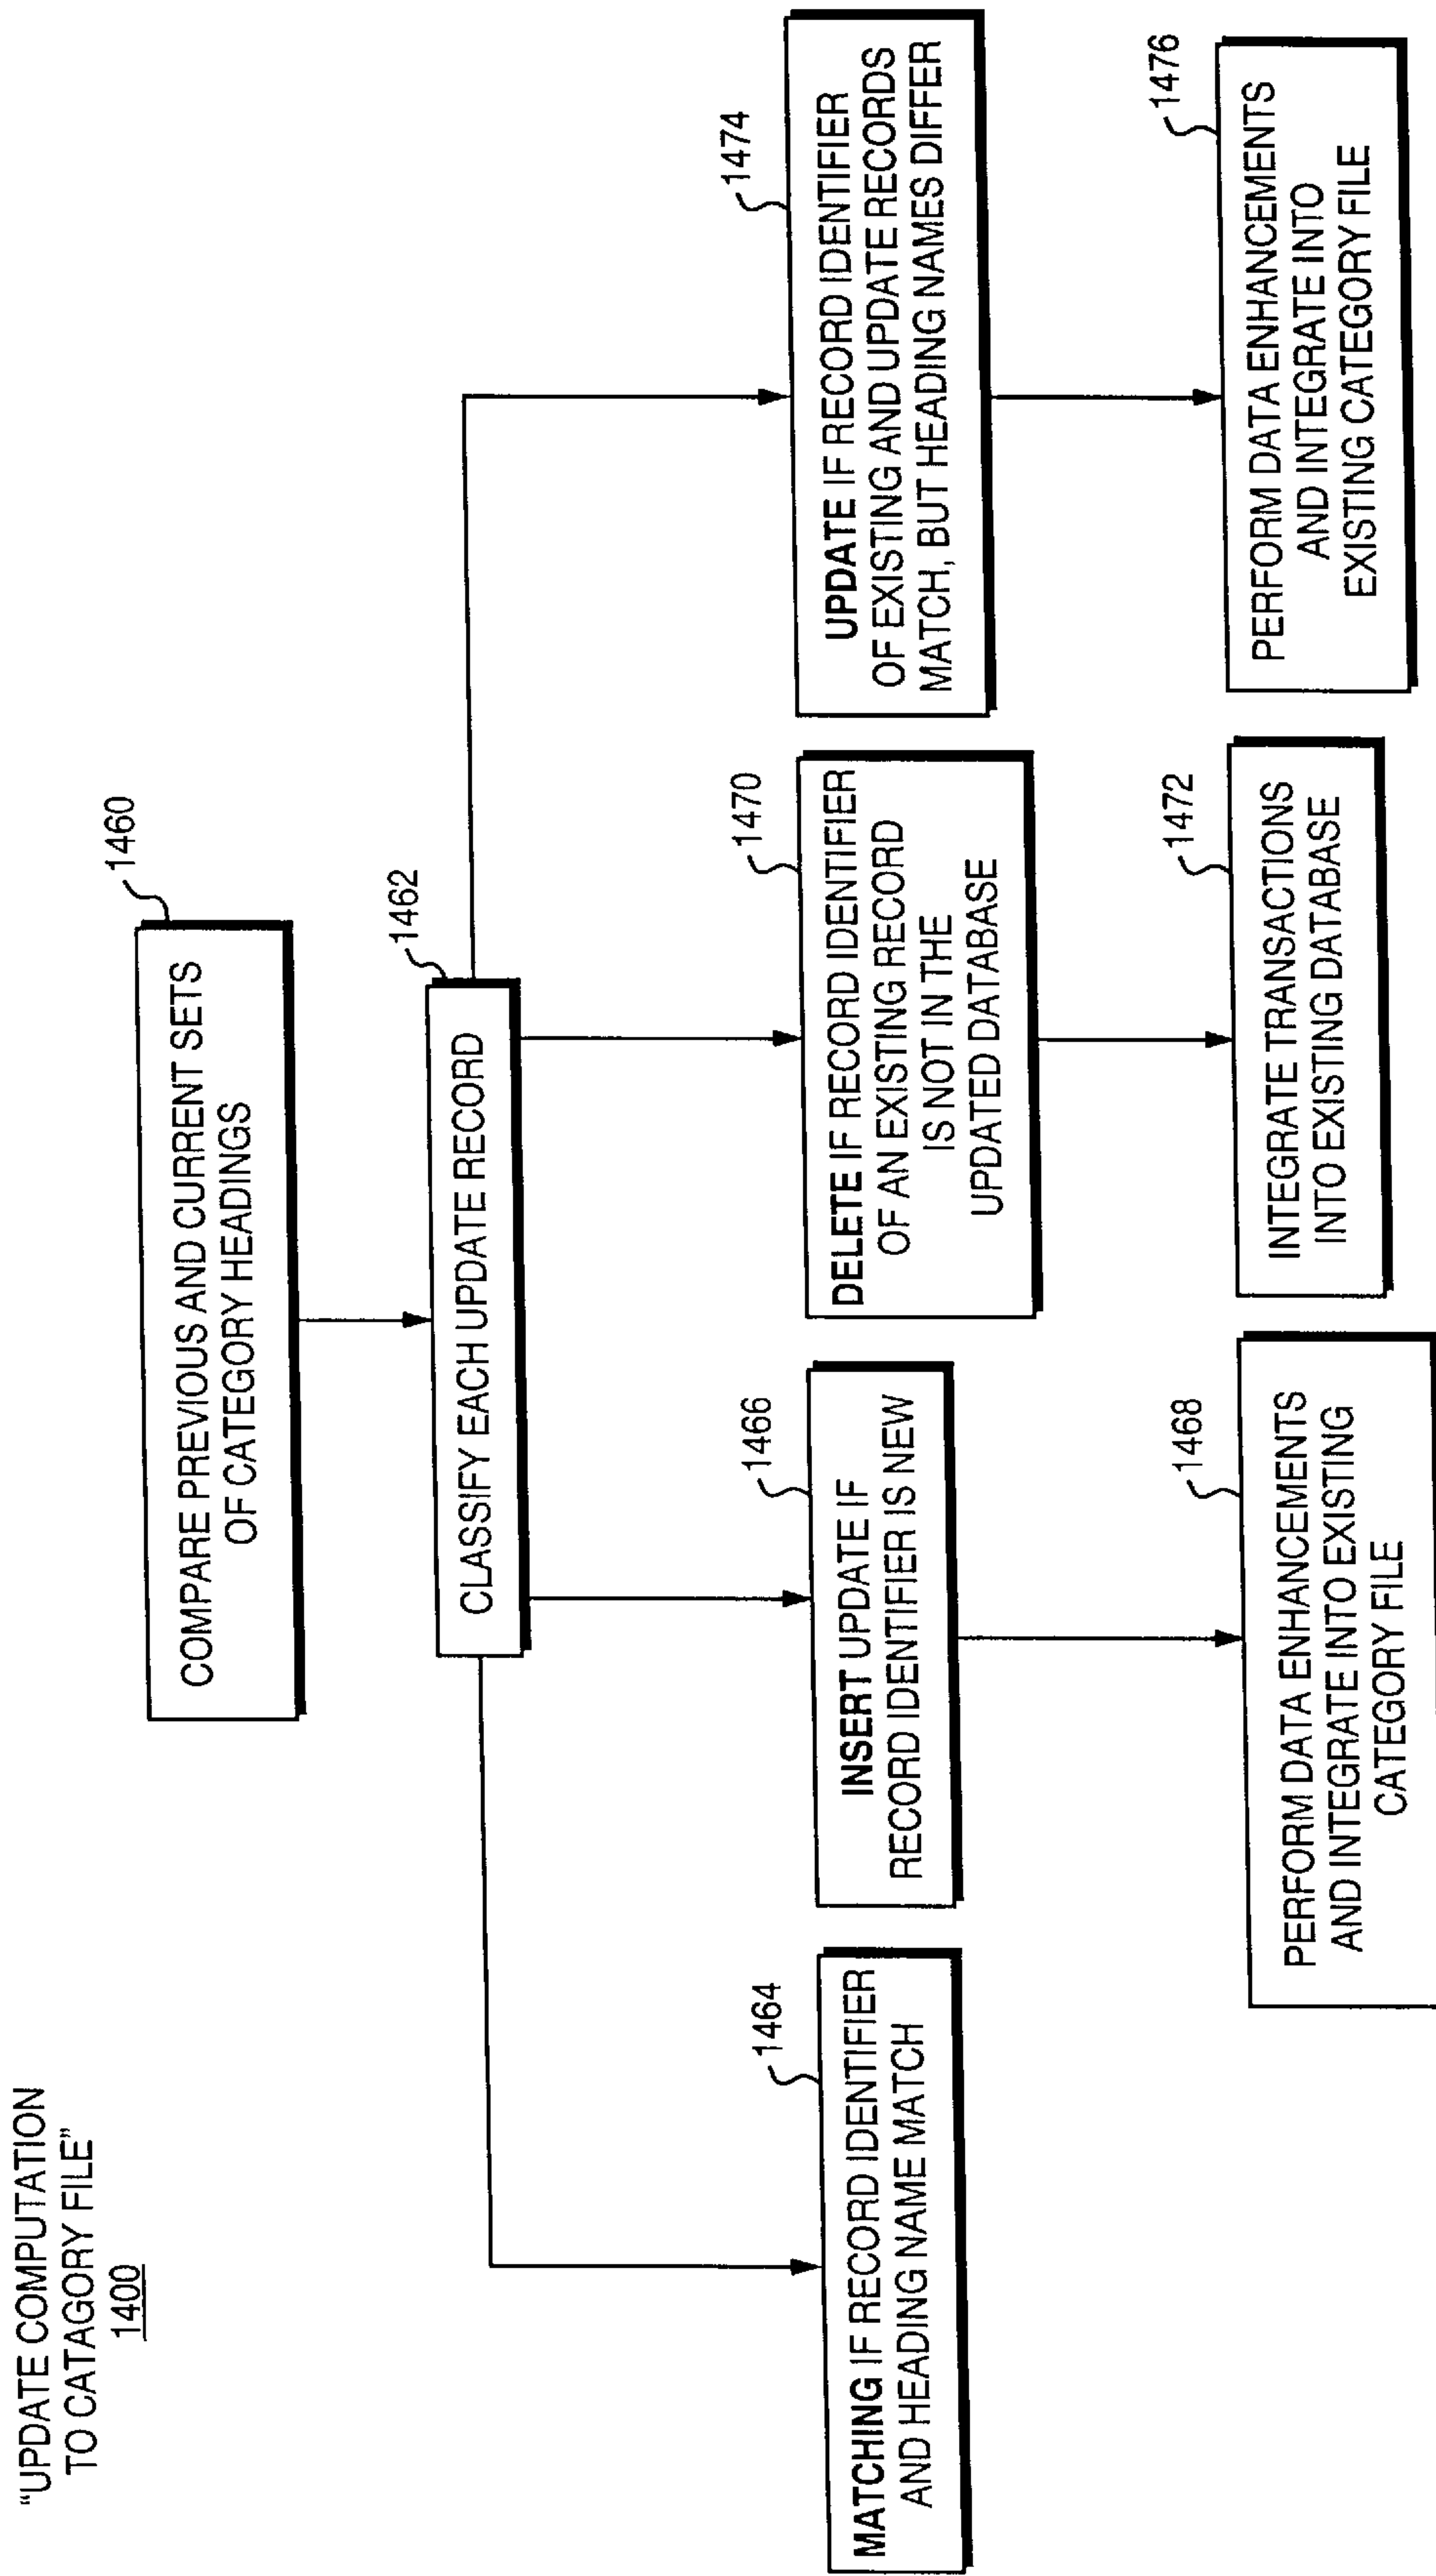 “UPDATE COMPUTATION
TO CATAGORY FILE”
1400
1460
COMPARE PREVIOUS AND CURRENT SETS
OF CATEGORY HEADINGS
1462
CLASSIFY EACH UPDATE RECORD
1464
MATCHING IF RECORD IDENTIFIER
AND HEADING NAME MATCH
1466
INSERT UPDATE IF
RECORD IDENTIFIER IS NEW
1470
DELETE IF RECORD IDENTIFIER
OF AN EXISTING RECORD
IS NOT IN THE
UPDATED DATABASE
1474
UPDATE IF RECORD IDENTIFIER
OF EXISTING AND UPDATE RECORDS
MATCH, BUT HEADING NAMES DIFFER
1468
PERFORM DATA ENHANCEMENTS
AND INTEGRATE INTO EXISTING
CATEGORY FILE
1472
INTEGRATE TRANSACTIONS
INTO EXISTING DATABASE
1476
PERFORM DATA ENHANCEMENTS
AND INTEGRATE INTO
EXISTING CATEGORY FILE